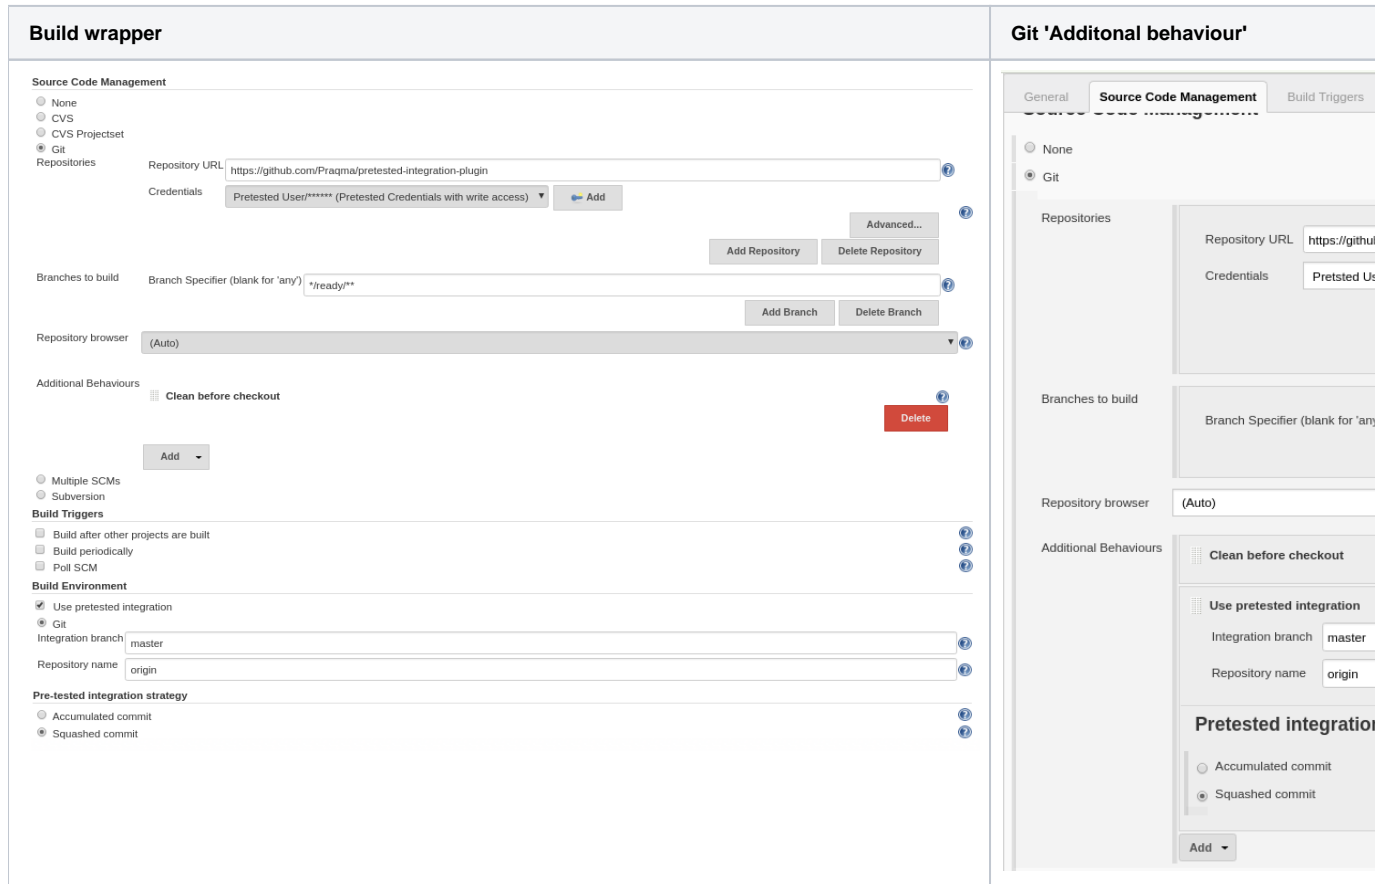 Build wrapper
Source Code Management
None
CVS
CVS Projectset
Git
Repositories Repository URL https://github.com/Praqma/pretested-integration-plugin
Credentials Pretested User/****** (Pretested Credentials with write access) Add
Advanced...
Add Repository Delete Repository
Branches to build Branch Specifier (blank for 'any') */ready/**
Add Branch Delete Branch
Repository browser (Auto)
Additional Behaviours
Clean before checkout
Delete
Add
Multiple SCMs
Subversion
Build Triggers
Build after other projects are built
Build periodically
Poll SCM
Build Environment
Use pretested integration
Git
Integration branch master
Repository name origin
Pre-tested integration strategy
Accumulated commit
Squashed commit
Git 'Additonal behaviour'
General Source Code Management Build Triggers
Source Code Management
None
Git
Repositories
Repository URL https://githu
Credentials Pretsted Us
Branches to build
Branch Specifier (blank for 'any
Repository browser (Auto)
Additional Behaviours
Clean before checkout
Use pretested integration
Integration branch master
Repository name origin
Pretested integration
Accumulated commit
Squashed commit
Add